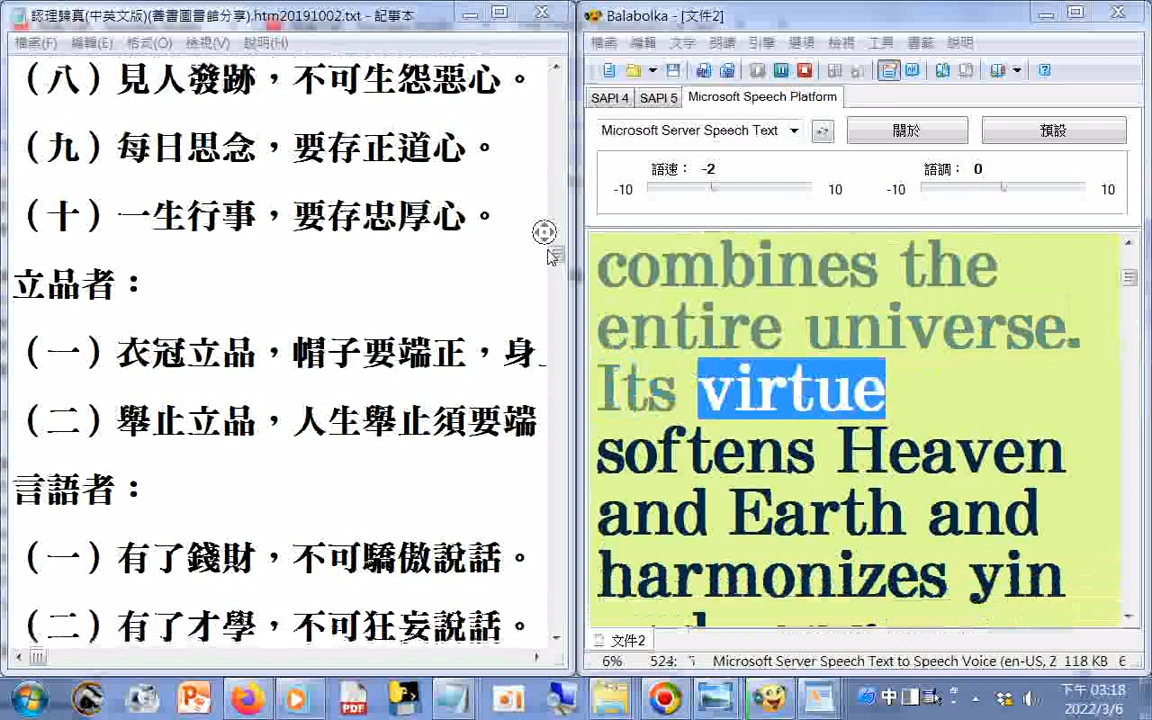 認理歸真(中英文版)(善書圖書館分享).htm20191002.txt - 記事本
檔案(F) 編輯(E) 格式(O) 檢視(V) 說明(H)
（八）見人發跡，不可生怨惡心。
（九）每日思念，要存正道心。
（十）一生行事，要存忠厚心。
立品者：
（一）衣冠立品，帽子要端正，身
（二）舉止立品，人生舉止須要端
言語者：
（一）有了錢財，不可驕傲說話。
（二）有了才學，不可狂妄說話。
Balabolka - [文件2]
檔案 編輯 文字 朗讀 引擎 選項 檢視 工具 書籤 說明
SAPI 4 SAPI 5 Microsoft Speech Platform
Microsoft Server Speech Text 關於 預設
語速： -2 語調： 0
-10 10 -10 10
combines the
entire universe.
Its virtue
softens Heaven
and Earth and
harmonizes yin
文件2
6% 524: Microsoft Server Speech Text to Speech Voice (en-US, Z 118 KB 6
中
下午 03:18
2022/3/6